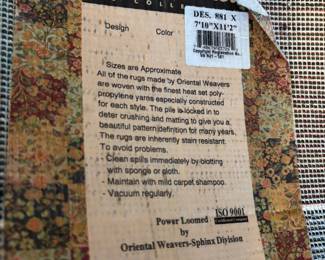 COLLE
DES. 881 X
7'10"X11'2"
Design Color
Sizes are Approximate
All of the rugs made by Oriental Weavers
are woven with the finest heat set poly-
propylene yarns especially constructed
for each style. The pile is locked in to
deter crushing and matting to give you a
beautiful pattern definition for many years.
The rugs are inherently stain resistant.
To avoid problems.
- Clean spills immediately by blotting
with sponge or cloth.
- Maintain with mild carpet shampoo.
- Vacuum regularly.
ISO 9001
Power Loomed
by
Oriental Weavers-Sphinx Division